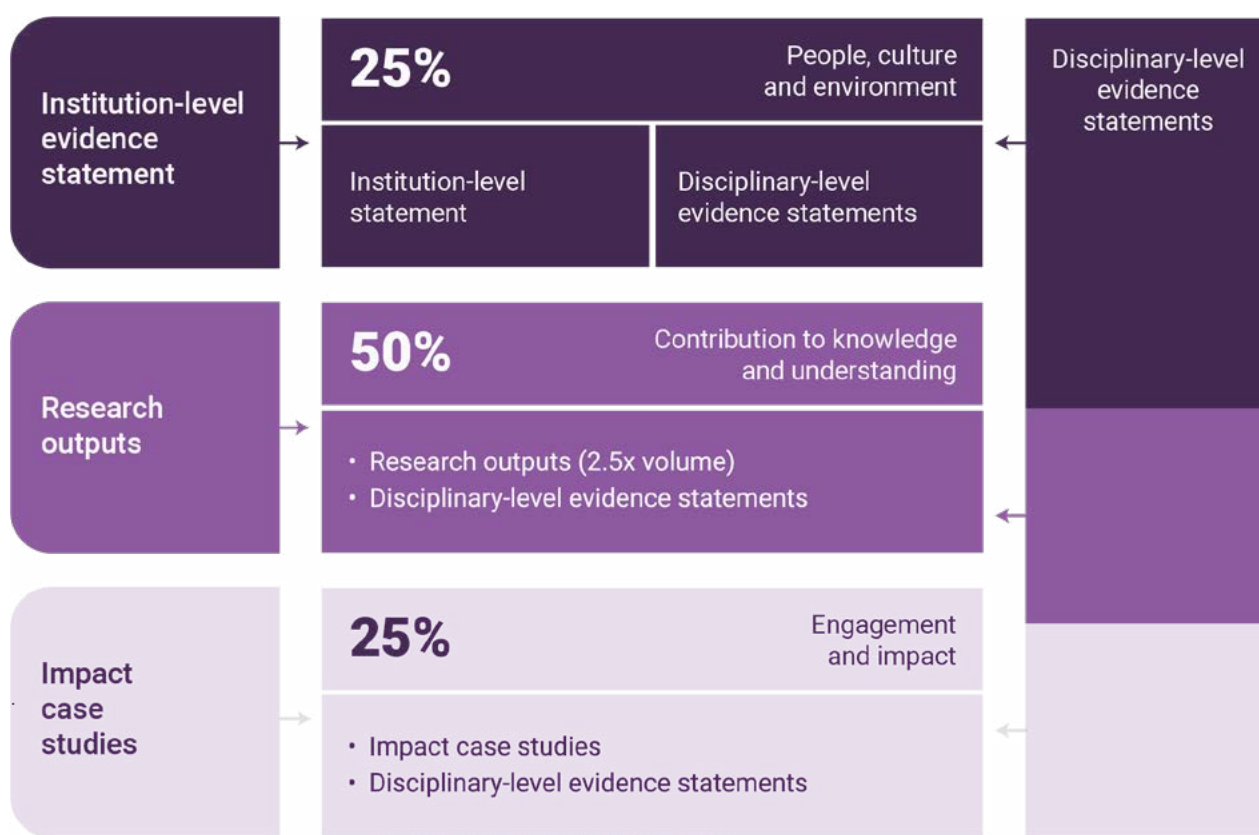 Institution-level
evidence
statement
25%
People, culture
and environment
Institution-level
statement
Disciplinary-level
evidence statements
Disciplinary-level
evidence
statements
Research
outputs
50%
Contribution to knowledge
and understanding
• Research outputs (2.5x volume)
• Disciplinary-level evidence statements
Impact
case
studies
25%
Engagement
and impact
• Impact case studies
• Disciplinary-level evidence statements